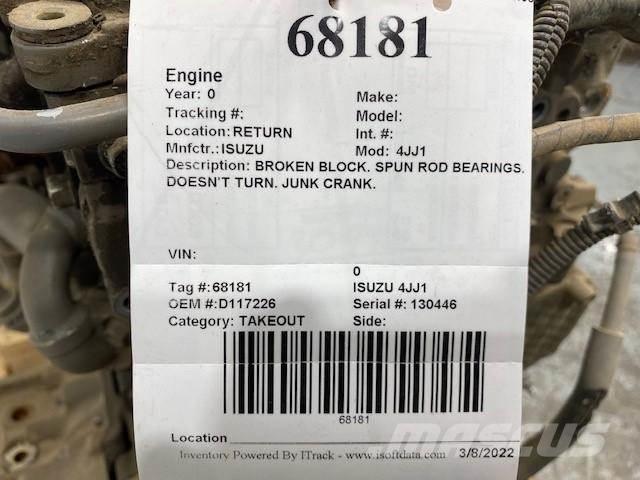 68181
Engine
Year: 0 Make:
Tracking #: Model:
Location: RETURN Int. #:
Mnfctr.: ISUZU Mod: 4JJ1
Description: BROKEN BLOCK. SPUN ROD BEARINGS.
DOESN'T TURN. JUNK CRANK.
VIN:
0
Tag #:68181 ISUZU 4JJ1
OEM #:D117226 Serial #: 130446
Category: TAKEOUT Side:
68181
Location
Inventory Powered By ITrack - www.isoftdata.com 3/8/2022
MASCUS